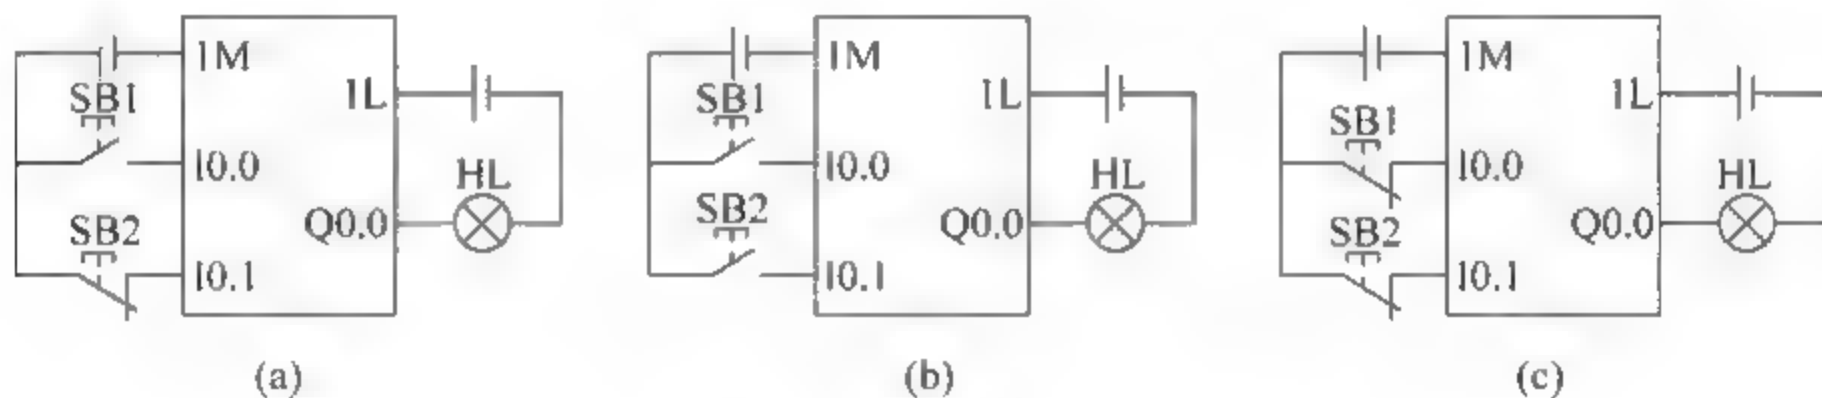 1M
SB1
1L
I0.0
HL
SB2
Q0.0
I0.1
(a)
1M
SB1
1L
I0.0
HL
SB2
Q0.0
I0.1
(b)
1M
SB1
1L
I0.0
HL
SB2
Q0.0
I0.1
(c)